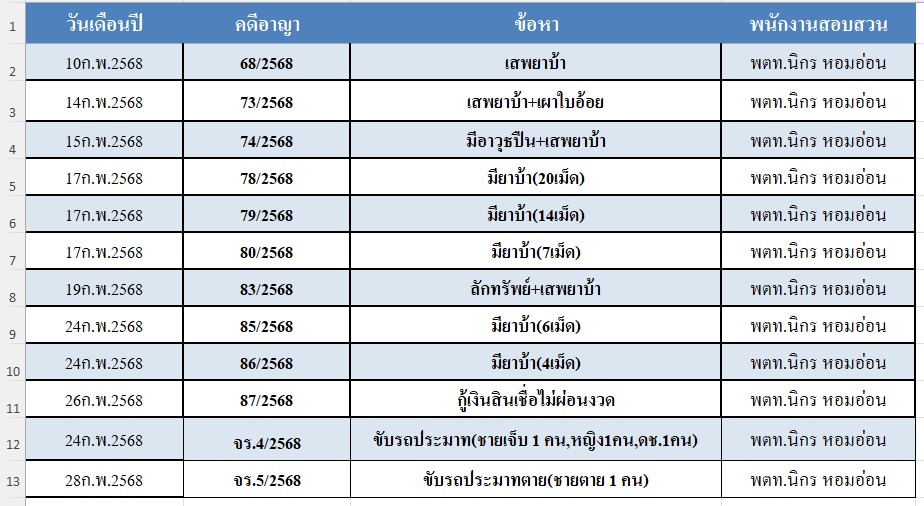 1 วันเดือนปี คดีอาญา ข้อหา พนักงานสอบสวน
2 10ก.พ.2568 68/2568 เสพยาบ้า พตท.นิกร หอมอ่อน
3 14ก.พ.2568 73/2568 เสพยาบ้า+เผาใบอ้อย พตท.นิกร หอมอ่อน
4 15ก.พ.2568 74/2568 มีอาวุธปืน+เสพยาบ้า พตท.นิกร หอมอ่อน
5 17ก.พ.2568 78/2568 มียาบ้า(20เม็ด) พตท.นิกร หอมอ่อน
6 17ก.พ.2568 79/2568 มียาบ้า(14เม็ด) พตท.นิกร หอมอ่อน
7 17ก.พ.2568 80/2568 มียาบ้า(7เม็ด) พตท.นิกร หอมอ่อน
8 19ก.พ.2568 83/2568 ลักทรัพย์+เสพยาบ้า พตท.นิกร หอมอ่อน
9 24ก.พ.2568 85/2568 มียาบ้า(6เม็ด) พตท.นิกร หอมอ่อน
10 24ก.พ.2568 86/2568 มียาบ้า(4เม็ด) พตท.นิกร หอมอ่อน
11 26ก.พ.2568 87/2568 กู้เงินสินเชื่อไม่ผ่อนงวด พตท.นิกร หอมอ่อน
12 24ก.พ.2568 จร.4/2568 ขับรถประมาท(ชายเจ็บ 1 คน,หญิง1คน,ดช.1คน) พตท.นิกร หอมอ่อน
13 28ก.พ.2568 จร.5/2568 ขับรถประมาทตาย(ชายตาย 1 คน) พตท.นิกร หอมอ่อน